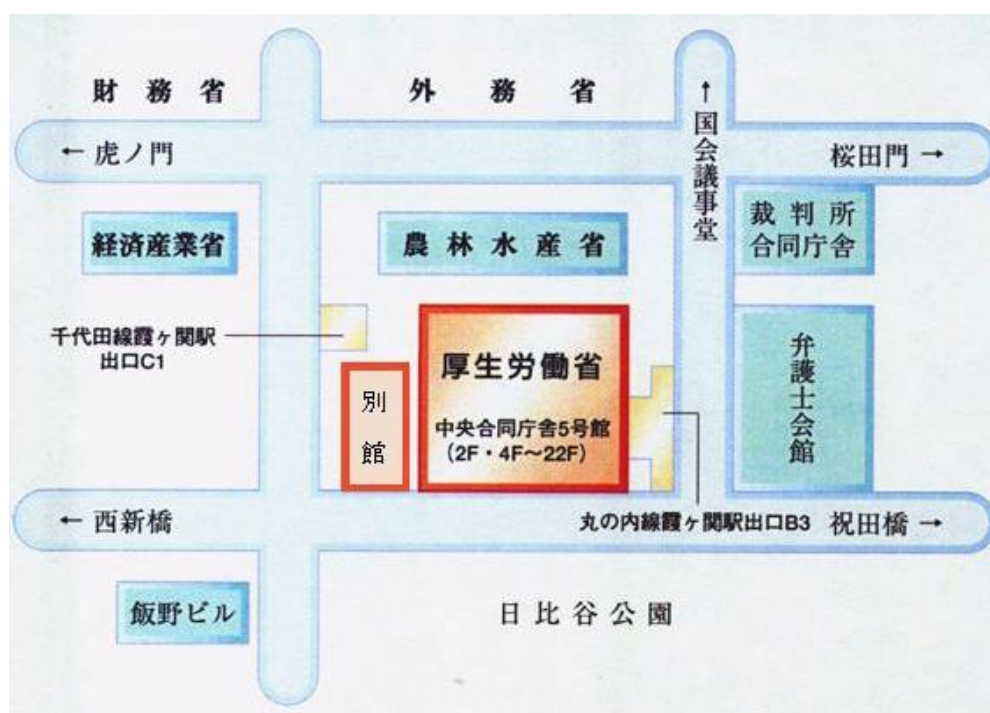 財務省
外務省
↑国会議事堂
←虎ノ門
桜田門→
経済産業省
農林水産省
裁判所
合同庁舎
千代田線霞ヶ関駅
出口C1
厚生労働省
中央合同庁舎5号館
(2F・4F～22F)
別館
弁護士会館
←西新橋
丸の内線霞ヶ関駅出口B3
祝田橋→
飯野ビル
日比谷公園